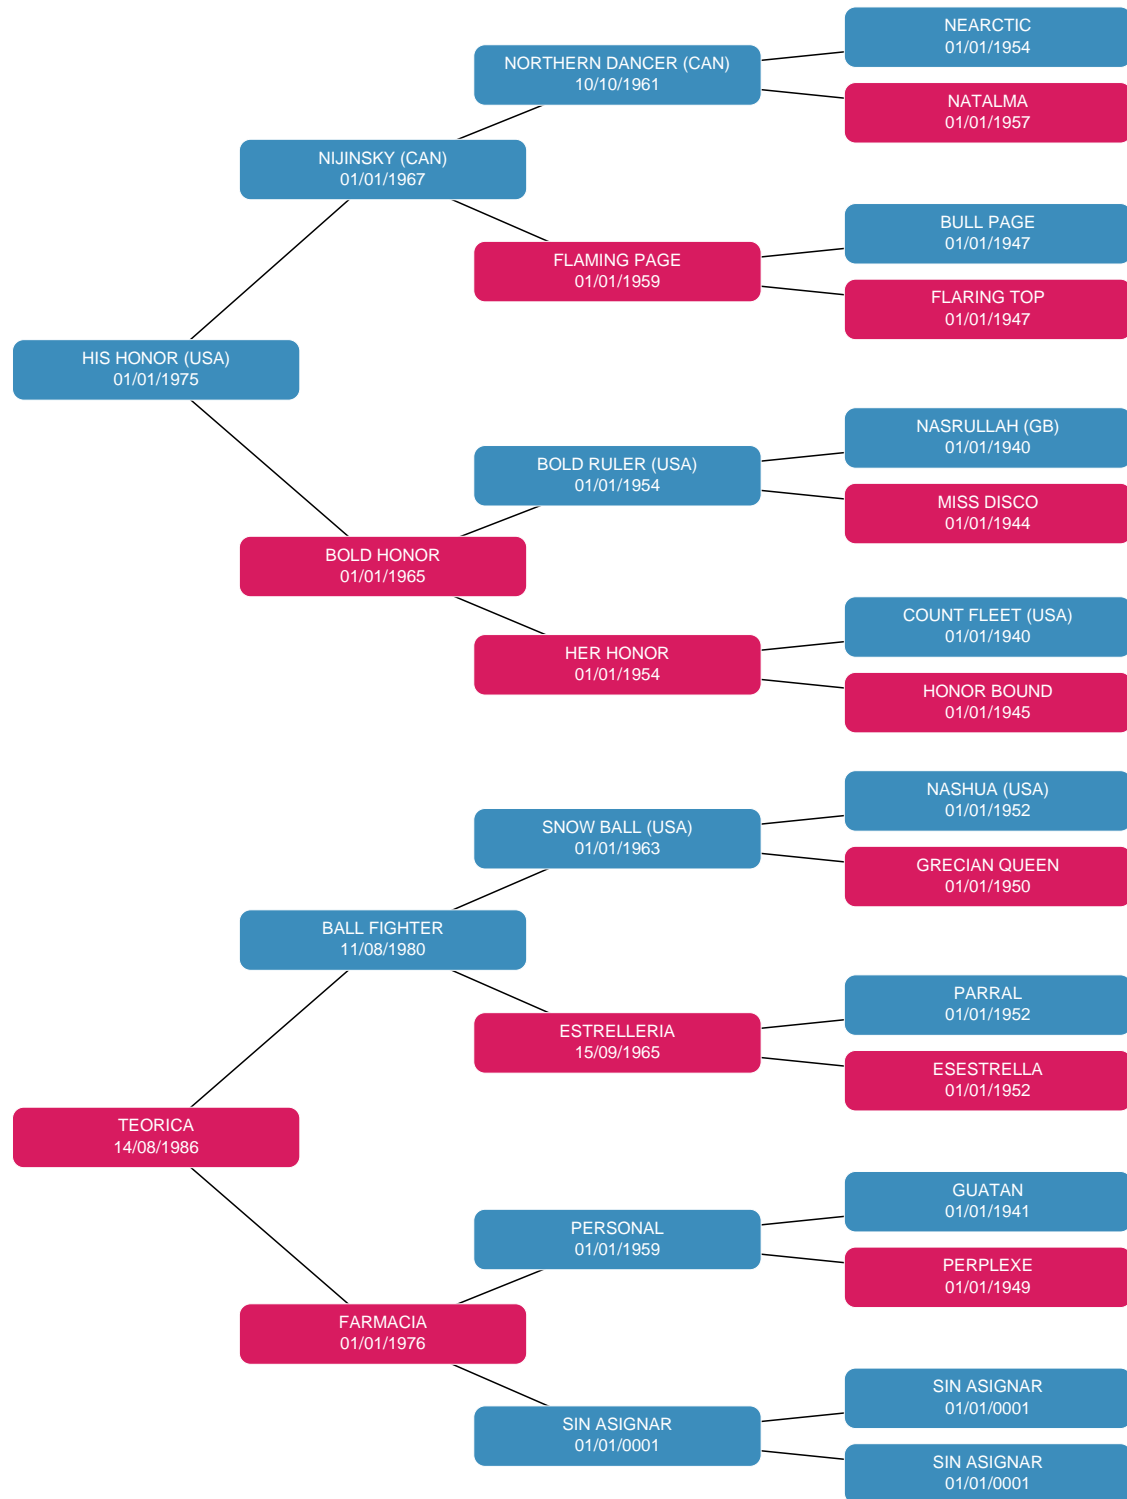 NEARCTIC
01/01/1954
NORTHERN DANCER (CAN)
10/10/1961
NATALMA
01/01/1957
NIJINSKY (CAN)
01/01/1967
BULL PAGE
01/01/1947
FLAMING PAGE
01/01/1959
FLARING TOP
01/01/1947
HIS HONOR (USA)
01/01/1975
NASRULLAH (GB)
01/01/1940
BOLD RULER (USA)
01/01/1954
MISS DISCO
01/01/1944
BOLD HONOR
01/01/1965
COUNT FLEET (USA)
01/01/1940
HER HONOR
01/01/1954
HONOR BOUND
01/01/1945
NASHUA (USA)
01/01/1952
SNOW BALL (USA)
01/01/1963
GRECIAN QUEEN
01/01/1950
BALL FIGHTER
11/08/1980
PARRAL
01/01/1952
ESTRELLERIA
15/09/1965
ESESTRELLA
01/01/1952
TEORICA
14/08/1986
GUATAN
01/01/1941
PERSONAL
01/01/1959
PERPLEXE
01/01/1949
FARMACIA
01/01/1976
SIN ASIGNAR
01/01/0001
SIN ASIGNAR
01/01/0001
SIN ASIGNAR
01/01/0001